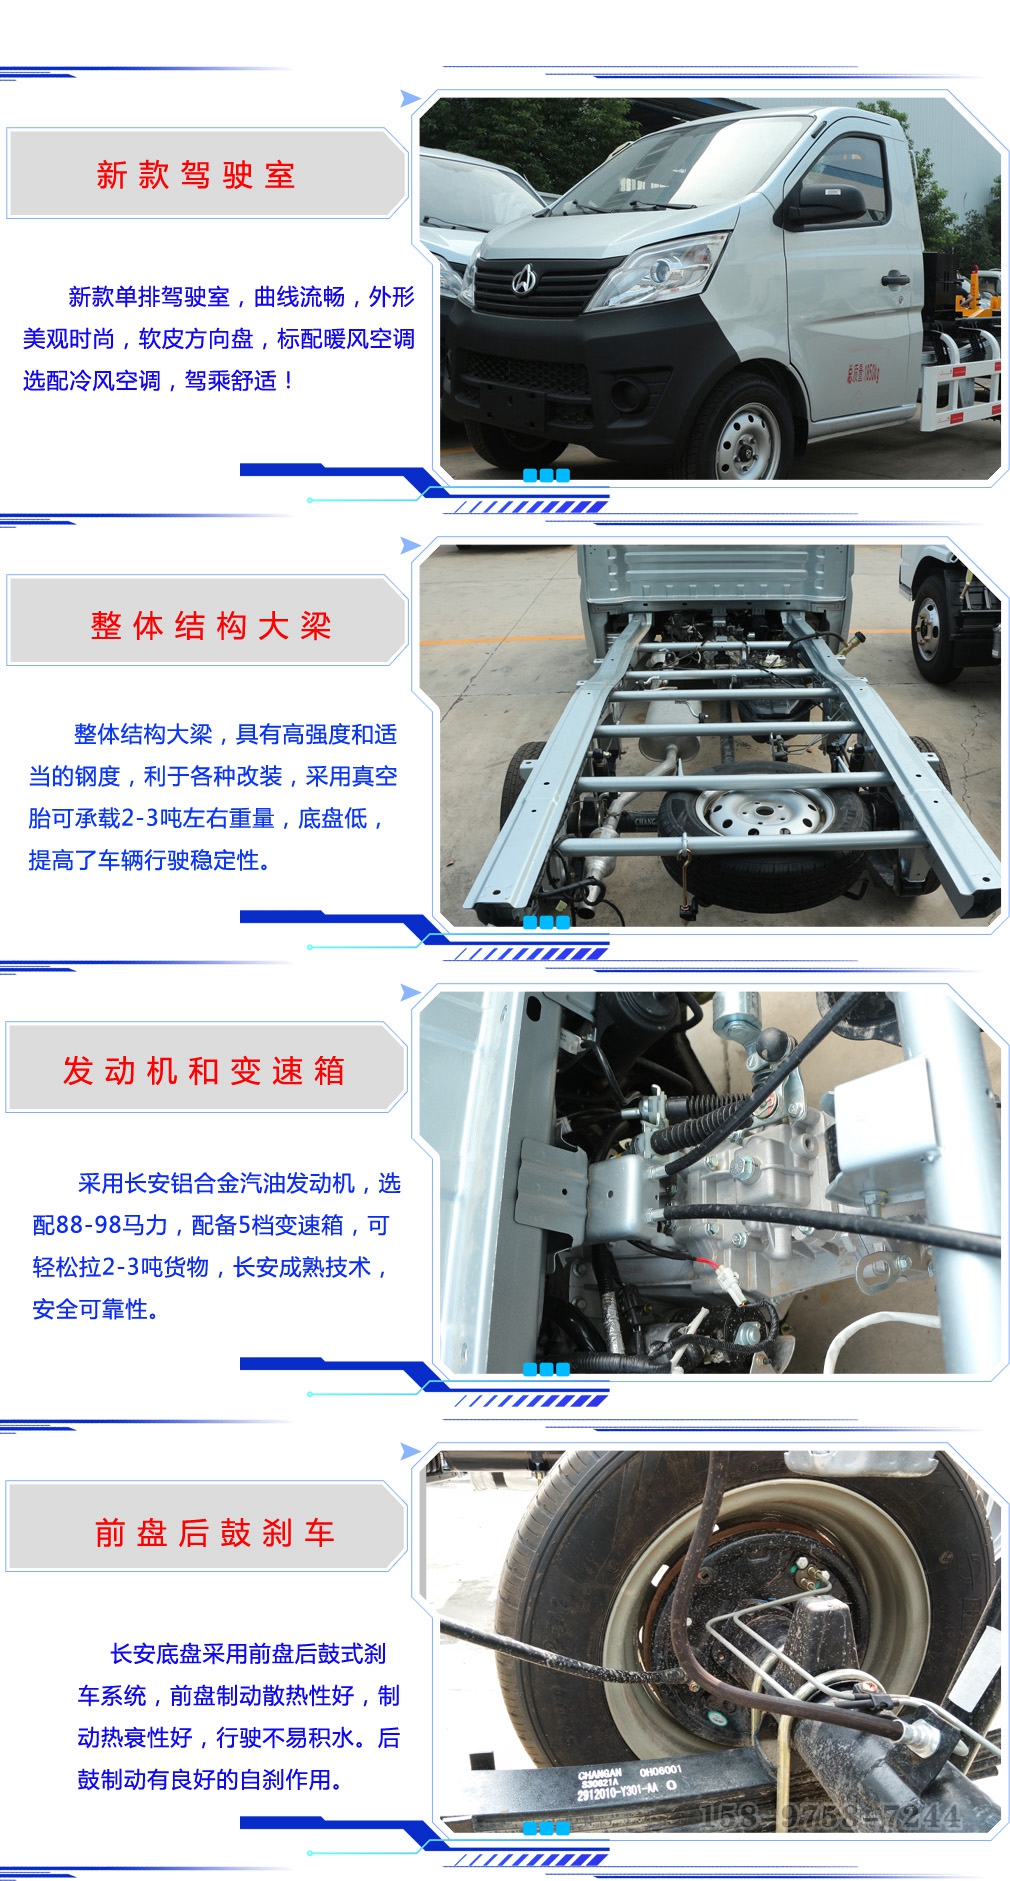 新款驾驶室
新款单排驾驶室，曲线流畅，外形
美观时尚，软皮方向盘，标配暖风空调
选配冷风空调，驾乘舒适！
总质量:1850kg
整体结构大梁
整体结构大梁，具有高强度和适
当的钢度，利于各种改装，采用真空
胎可承载2-3吨左右重量，底盘低，
提高了车辆行驶稳定性。
CHANG
发动机和变速箱
采用长安铝合金汽油发动机，选
配88-98马力，配备5档变速箱，可
轻松拉2-3吨货物，长安成熟技术，
安全可靠性。
前盘后鼓刹车
长安底盘采用前盘后鼓式刹
车系统，前盘制动散热性好，制
动热衰性好，行驶不易积水。后
鼓制动有良好的自刹作用。
CHANGAN 0H06001
S30621A
2912010-Y301-AA
158-9758-7244